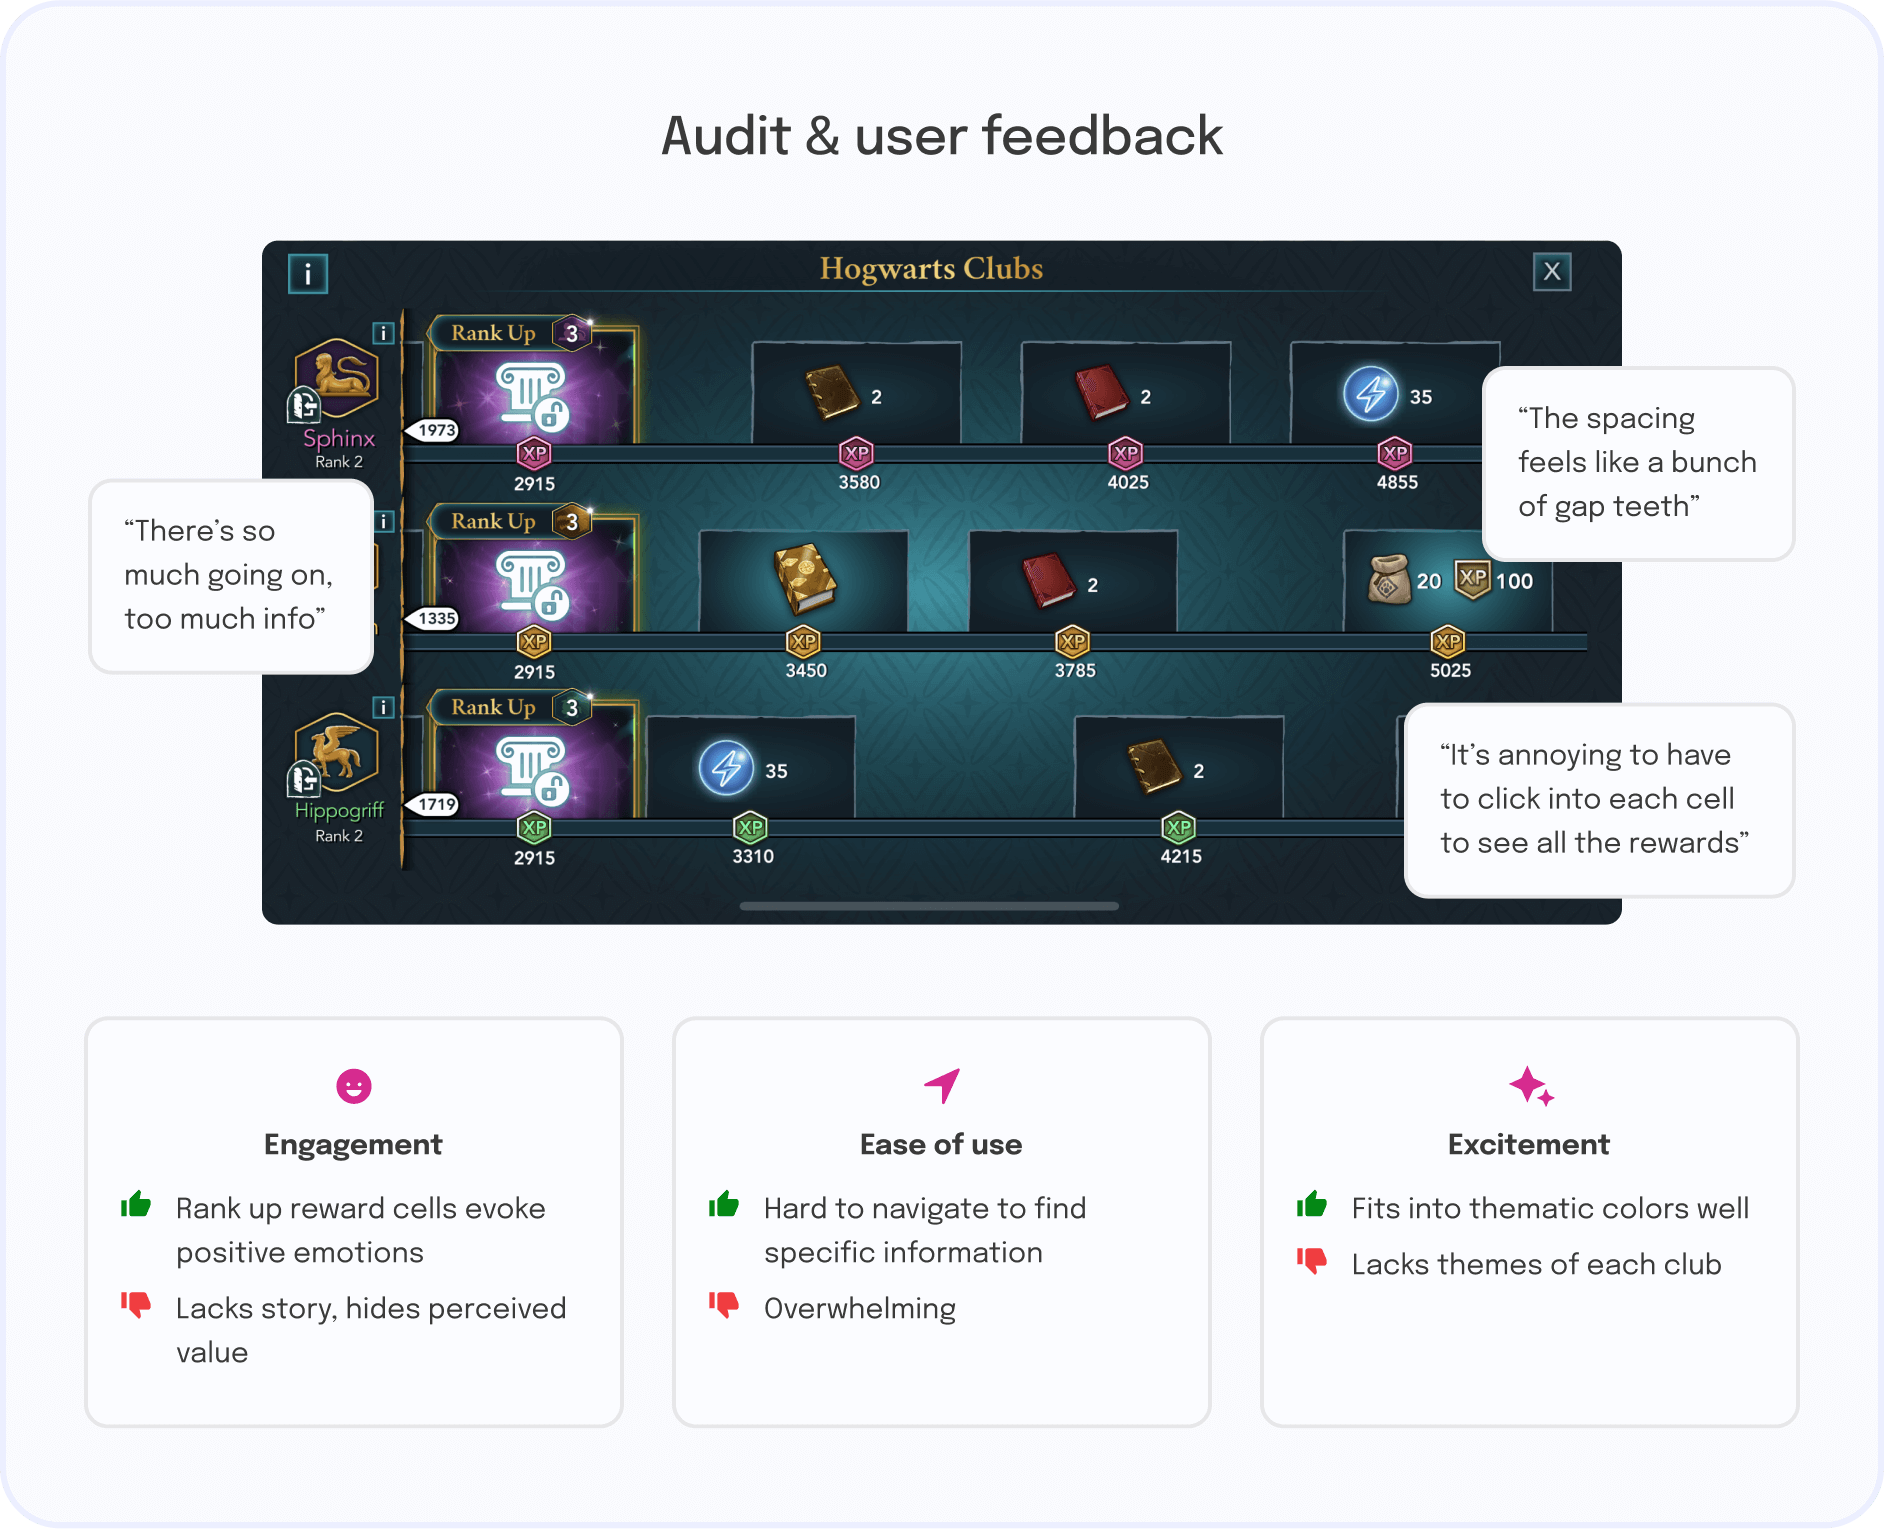 Audit & user feedback
i
Hogwarts Clubs
X
i
Rank Up 3
2
2
35
1973
Sphinx
Rank 2
XP
XP
XP
XP
2915
3580
4025
4855
“The spacing
feels like a bunch
of gap teeth”
“There’s so
much going on,
too much info”
i
Rank Up 3
2
20
XP
100
1335
XP
XP
XP
XP
2915
3450
3785
5025
i
Rank Up 3
35
2
1719
Hippogriff
Rank 2
XP
XP
XP
2915
3310
4215
“It’s annoying to have
to click into each cell
to see all the rewards”
Engagement
Rank up reward cells evoke
positive emotions
Lacks story, hides perceived
value
Ease of use
Hard to navigate to find
specific information
Overwhelming
Excitement
Fits into thematic colors well
Lacks themes of each club